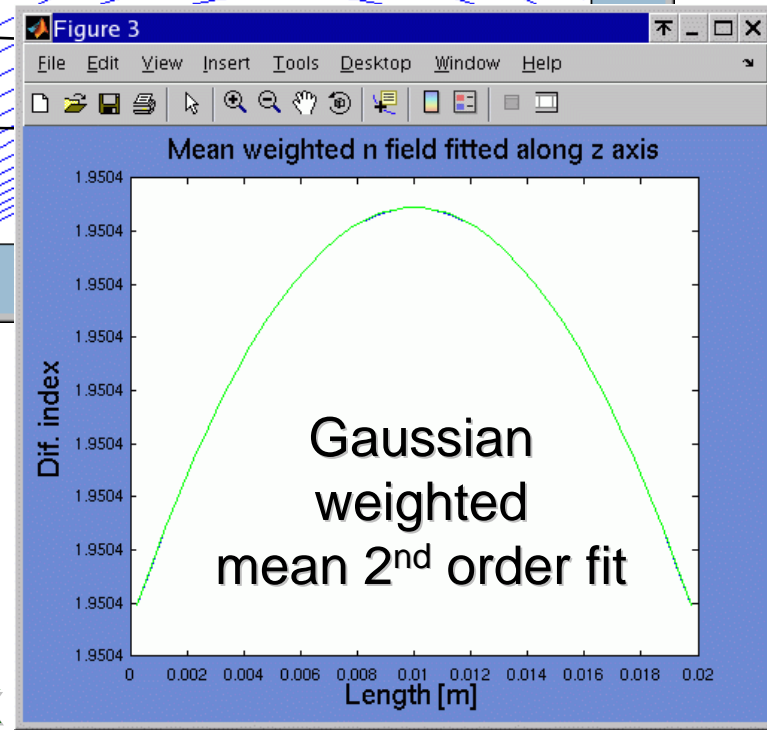 Figure 3
File Edit View Insert Tools Desktop Window Help
Mean weighted n field fitted along z axis
1.9504
1.9504
1.9504
1.9504
1.9504
1.9504
1.9504
1.9504
1.9504
1.9504
Dif. index
Gaussian
weighted
mean 2nd order fit
0 0.002 0.004 0.006 0.008 0.01 0.012 0.014 0.016 0.018 0.02
Length [m]